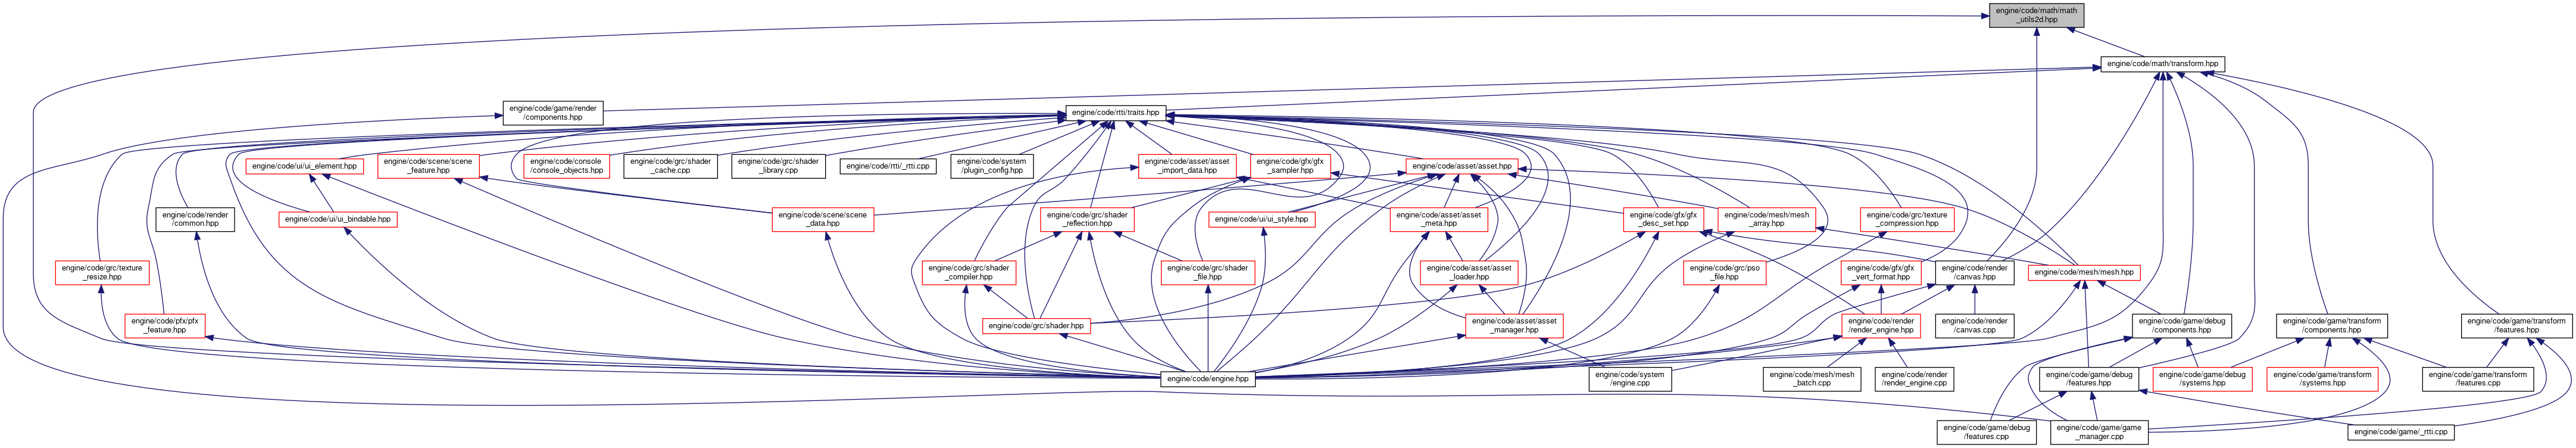 engine/code/math/math
_utils2d.hpp
engine/code/math/transform.hpp
engine/code/game/render
/components.hpp
engine/code/rtti/traits.hpp
engine/code/ui/ui_element.hpp
engine/code/scene/scene
_feature.hpp
engine/code/console
/console_objects.hpp
engine/code/grc/shader
_cache.cpp
engine/code/grc/shader
_library.cpp
engine/code/rtti/_rtti.cpp
engine/code/system
/plugin_config.hpp
engine/code/asset/asset
_import_data.hpp
engine/code/gfx/gfx
_sampler.hpp
engine/code/asset/asset.hpp
engine/code/render
/common.hpp
engine/code/ui/ui_bindable.hpp
engine/code/scene/scene
_data.hpp
engine/code/grc/shader
_reflection.hpp
engine/code/ui/ui_style.hpp
engine/code/asset/asset
_meta.hpp
engine/code/gfx/gfx
_desc_set.hpp
engine/code/mesh/mesh
_array.hpp
engine/code/grc/texture
_compression.hpp
engine/code/grc/texture
_resize.hpp
engine/code/grc/shader
_compiler.hpp
engine/code/grc/shader
_file.hpp
engine/code/asset/asset
_loader.hpp
engine/code/grc/pso
_file.hpp
engine/code/gfx/gfx
_vert_format.hpp
engine/code/render
/canvas.hpp
engine/code/mesh/mesh.hpp
engine/code/pfx/pfx
_feature.hpp
engine/code/grc/shader.hpp
engine/code/asset/asset
_manager.hpp
engine/code/render
/render_engine.hpp
engine/code/render
/canvas.cpp
engine/code/game/debug
/components.hpp
engine/code/game/transform
/components.hpp
engine/code/game/transform
/features.hpp
engine/code/engine.hpp
engine/code/system
/engine.cpp
engine/code/mesh/mesh
_batch.cpp
engine/code/render
/render_engine.cpp
engine/code/game/debug
/features.hpp
engine/code/game/debug
/systems.hpp
engine/code/game/transform
/systems.hpp
engine/code/game/transform
/features.cpp
engine/code/game/debug
/features.cpp
engine/code/game/game
_manager.cpp
engine/code/game/_rtti.cpp